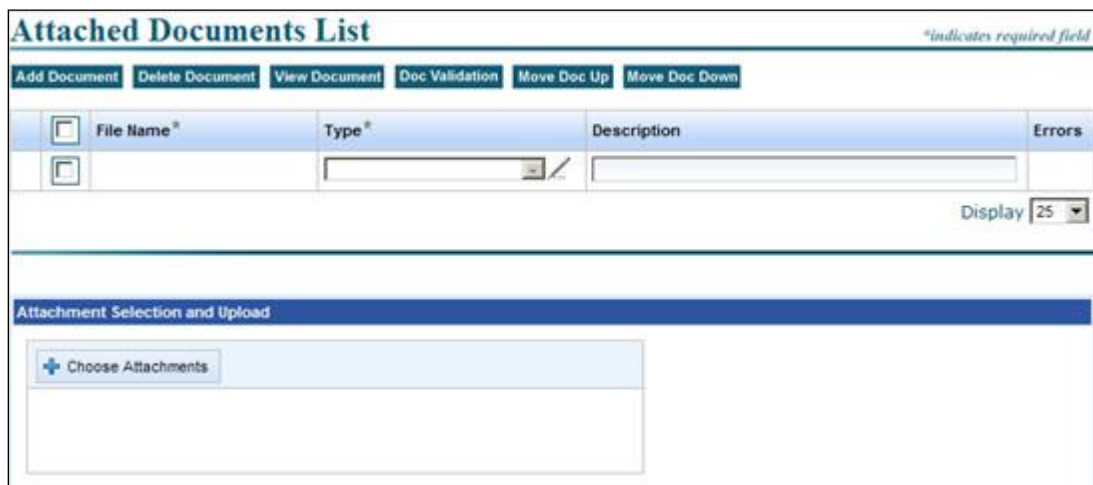 Attached Documents List
*indicates required field
Add Document Delete Document View Document Doc Validation Move Doc Up Move Doc Down
File Name* Type* Description Errors
Display 25
Attachment Selection and Upload
Choose Attachments